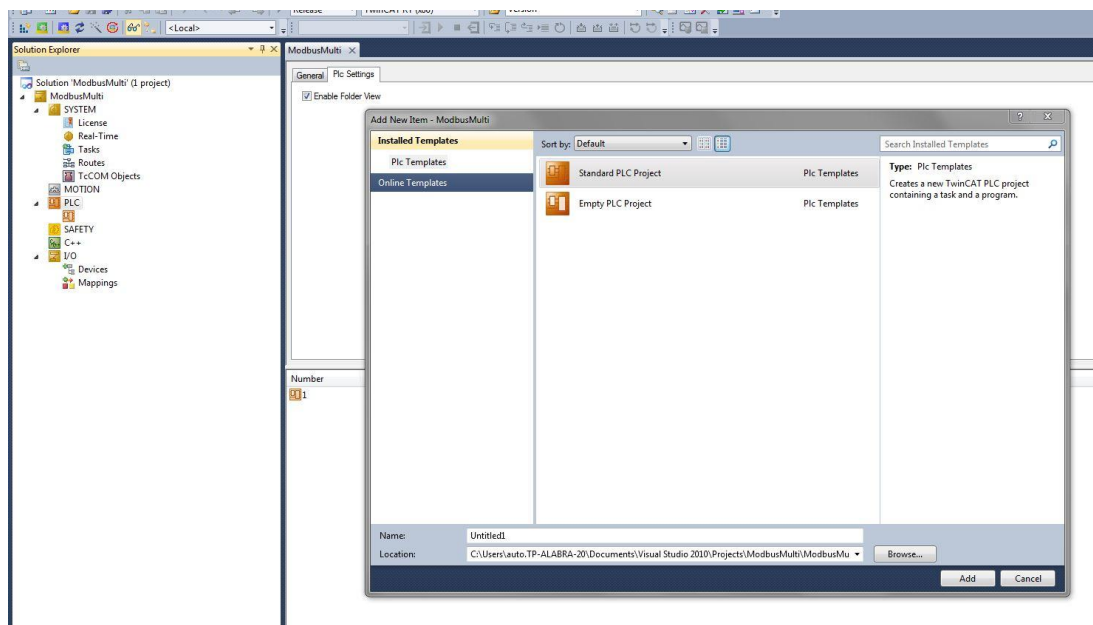 Release
TwinCAT RT (x86)
Version
<Local>
Solution Explorer
Solution 'ModbusMulti' (1 project)
ModbusMulti
SYSTEM
License
Real-Time
Tasks
Routes
TcCOM Objects
MOTION
PLC
SAFETY
C++
I/O
Devices
Mappings
ModbusMulti
General Plc Settings
Enable Folder View
Number
1
Add New Item - ModbusMulti
Installed Templates
Plc Templates
Online Templates
Sort by: Default
Standard PLC Project Plc Templates
Empty PLC Project Plc Templates
Search Installed Templates
Type: Plc Templates
Creates a new TwinCAT PLC project
containing a task and a program.
Name: Untitled1
Location: C:\Users\auto.TP-ALABRA-20\Documents\Visual Studio 2010\Projects\ModbusMulti\ModbusMu Browse...
Add Cancel